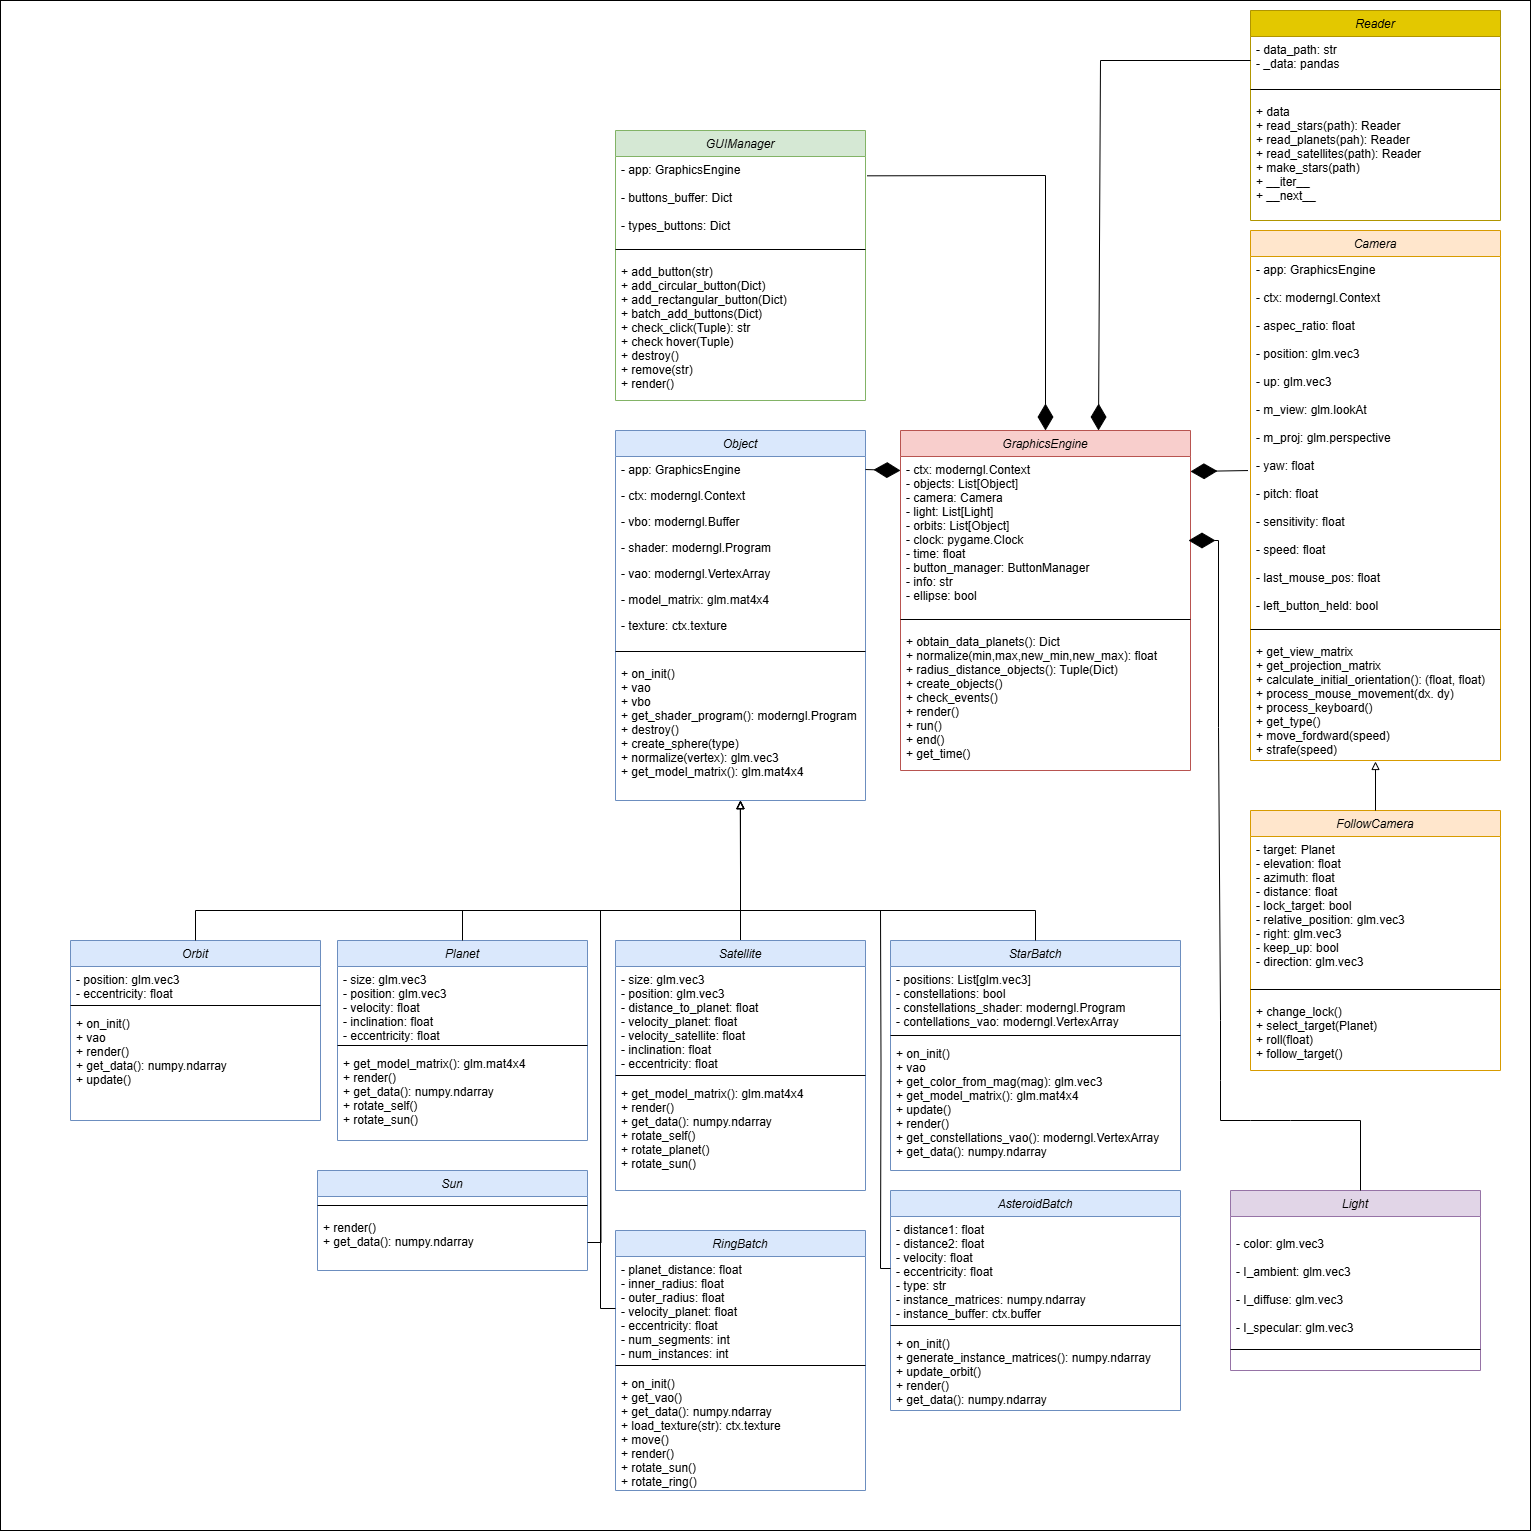 Reader
- data_path: str
- _data: pandas
+ data
+ read_stars(path): Reader
+ read_planets(pah): Reader
+ read_satellites(path): Reader
+ make_stars(path)
+ __iter__
+ __next__
GUIManager
- app: GraphicsEngine
- buttons_buffer: Dict
- types_buttons: Dict
+ add_button(str)
+ add_circular_button(Dict)
+ add_rectangular_button(Dict)
+ batch_add_buttons(Dict)
+ check_click(Tuple): str
+ check hover(Tuple)
+ destroy()
+ remove(str)
+ render()
Camera
- app: GraphicsEngine
- ctx: moderngl.Context
- aspec_ratio: float
- position: glm.vec3
- up: glm.vec3
- m_view: glm.lookAt
- m_proj: glm.perspective
- yaw: float
- pitch: float
- sensitivity: float
- speed: float
- last_mouse_pos: float
- left_button_held: bool
+ get_view_matrix
+ get_projection_matrix
+ calculate_initial_orientation(): (float, float)
+ process_mouse_movement(dx. dy)
+ process_keyboard()
+ get_type()
+ move_fordward(speed)
+ strafe(speed)
Object
- app: GraphicsEngine
- ctx: moderngl.Context
- vbo: moderngl.Buffer
- shader: moderngl.Program
- vao: moderngl.VertexArray
- model_matrix: glm.mat4x4
- texture: ctx.texture
+ on_init()
+ vao
+ vbo
+ get_shader_program(): moderngl.Program
+ destroy()
+ create_sphere(type)
+ normalize(vertex): glm.vec3
+ get_model_matrix(): glm.mat4x4
GraphicsEngine
- ctx: moderngl.Context
- objects: List[Object]
- camera: Camera
- light: List[Light]
- orbits: List[Object]
- clock: pygame.Clock
- time: float
- button_manager: ButtonManager
- info: str
- ellipse: bool
+ obtain_data_planets(): Dict
+ normalize(min,max,new_min,new_max): float
+ radius_distance_objects(): Tuple(Dict)
+ create_objects()
+ check_events()
+ render()
+ run()
+ end()
+ get_time()
FollowCamera
- target: Planet
- elevation: float
- azimuth: float
- distance: float
- lock_target: bool
- relative_position: glm.vec3
- right: glm.vec3
- keep_up: bool
- direction: glm.vec3
+ change_lock()
+ select_target(Planet)
+ roll(float)
+ follow_target()
Orbit
- position: glm.vec3
- eccentricity: float
+ on_init()
+ vao
+ render()
+ get_data(): numpy.ndarray
+ update()
Planet
- size: glm.vec3
- position: glm.vec3
- velocity: float
- inclination: float
- eccentricity: float
+ get_model_matrix(): glm.mat4x4
+ render()
+ get_data(): numpy.ndarray
+ rotate_self()
+ rotate_sun()
Satellite
- size: glm.vec3
- position: glm.vec3
- distance_to_planet: float
- velocity_planet: float
- velocity_satellite: float
- inclination: float
- eccentricity: float
+ get_model_matrix(): glm.mat4x4
+ render()
+ get_data(): numpy.ndarray
+ rotate_self()
+ rotate_planet()
+ rotate_sun()
StarBatch
- positions: List[glm.vec3]
- constellations: bool
- constellations_shader: moderngl.Program
- contellations_vao: moderngl.VertexArray
+ on_init()
+ vao
+ get_color_from_mag(mag): glm.vec3
+ get_model_matrix(): glm.mat4x4
+ update()
+ render()
+ get_constellations_vao(): moderngl.VertexArray
+ get_data(): numpy.ndarray
Sun
+ render()
+ get_data(): numpy.ndarray
RingBatch
- planet_distance: float
- inner_radius: float
- outer_radius: float
- velocity_planet: float
- eccentricity: float
- num_segments: int
- num_instances: int
+ on_init()
+ get_vao()
+ get_data(): numpy.ndarray
+ load_texture(str): ctx.texture
+ move()
+ render()
+ rotate_sun()
+ rotate_ring()
AsteroidBatch
- distance1: float
- distance2: float
- velocity: float
- eccentricity: float
- type: str
- instance_matrices: numpy.ndarray
- instance_buffer: ctx.buffer
+ on_init()
+ generate_instance_matrices(): numpy.ndarray
+ update_orbit()
+ render()
+ get_data(): numpy.ndarray
Light
- color: glm.vec3
- I_ambient: glm.vec3
- I_diffuse: glm.vec3
- I_specular: glm.vec3